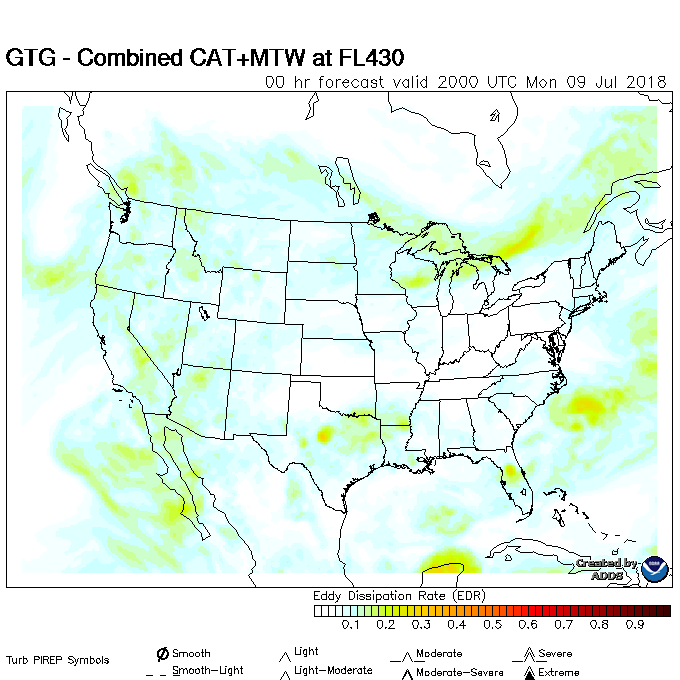 GTG - Combined CAT+MTW at FL430
00 hr forecast valid 2000 UTC Mon 09 Jul 2018
Created by
ADDS
NOAA
Eddy Dissipation Rate (EDR)
0.1 0.2 0.3 0.4 0.5 0.6 0.7 0.8 0.9
Turb PIREP Symbols
Smooth
Light
Moderate
Severe
Smooth-Light
Light-Moderate
Moderate-Severe
Extreme